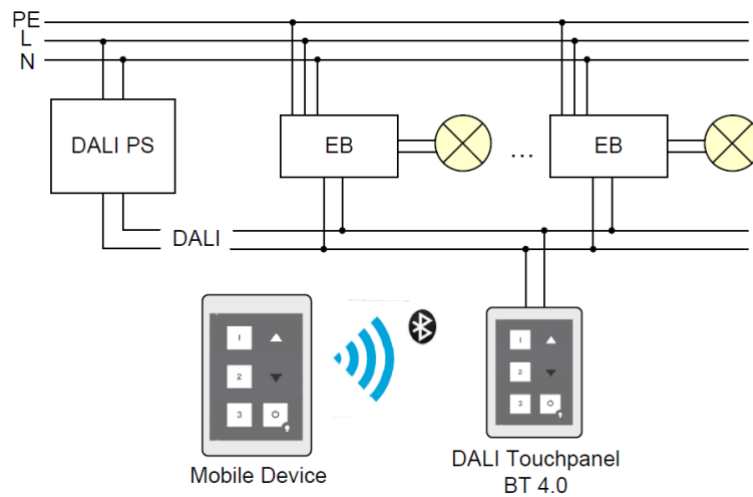 PE
L
N
DALI PS
EB
...
EB
DALI
1
2
3
1
2
3
Mobile Device
DALI Touchpanel
BT 4.0